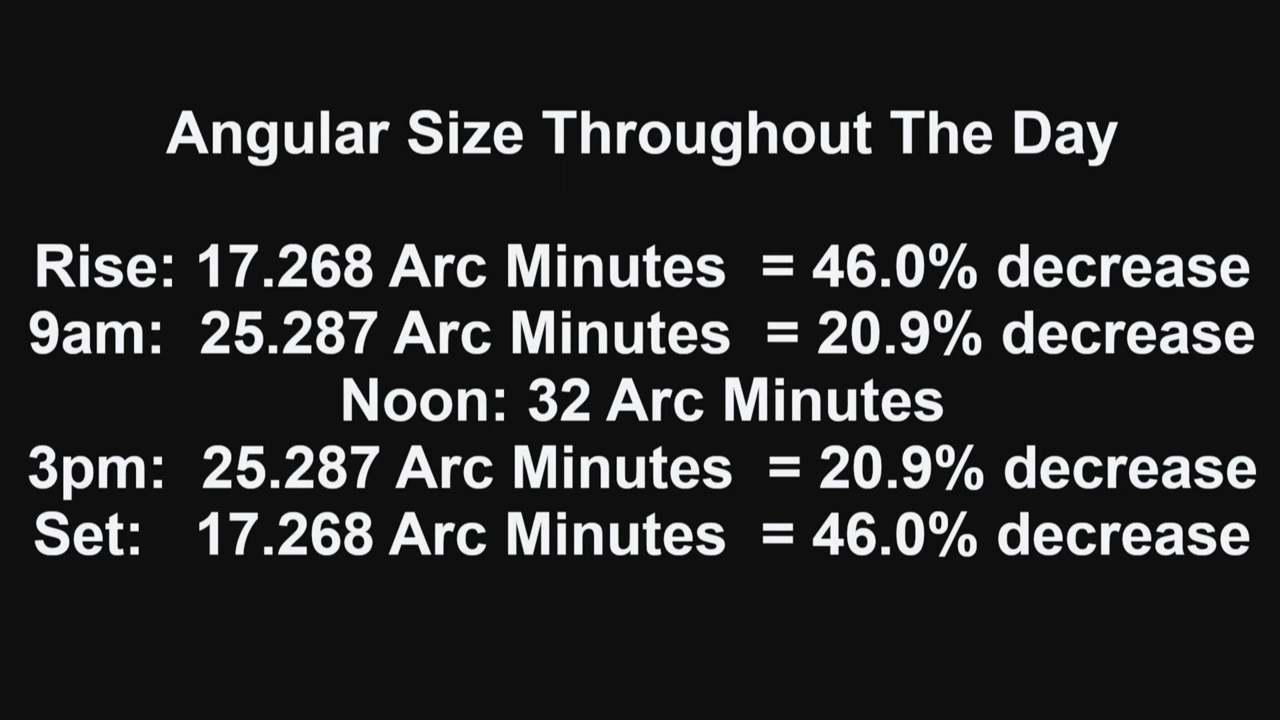 Angular Size Throughout The Day
Rise: 17.268 Arc Minutes = 46.0% decrease
9am: 25.287 Arc Minutes = 20.9% decrease
Noon: 32 Arc Minutes
3pm: 25.287 Arc Minutes = 20.9% decrease
Set: 17.268 Arc Minutes = 46.0% decrease